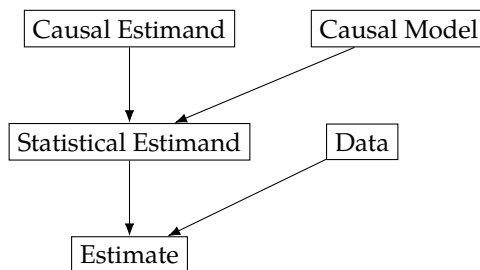 Causal Estimand
Causal Model
Statistical Estimand
Data
Estimate